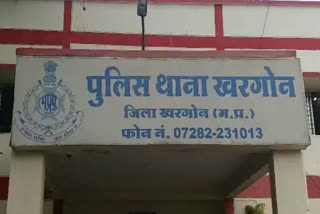 पुलिस थाना खरगोन
जिला खरगोन (म.प्र.)
फोन नं. 07282-231013